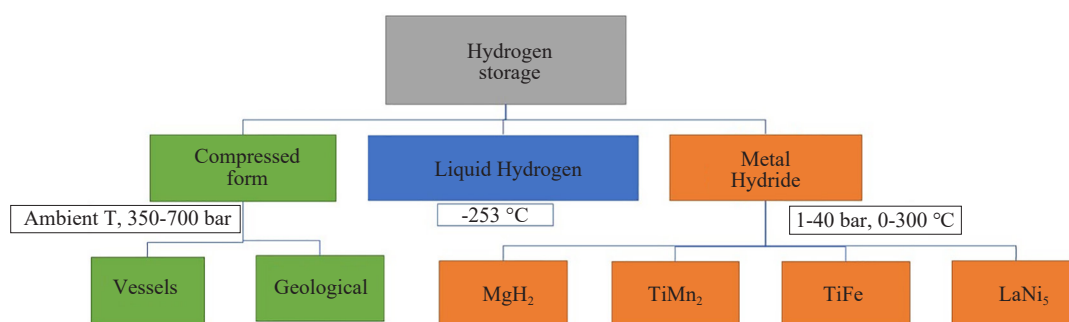 Hydrogen
storage
Compressed
form
Liquid Hydrogen
Metal
Hydride
Ambient T, 350-700 bar
-253 °C
1-40 bar, 0-300 °C
Vessels
Geological
MgH₂
TiMn₂
TiFe
LaNi₅